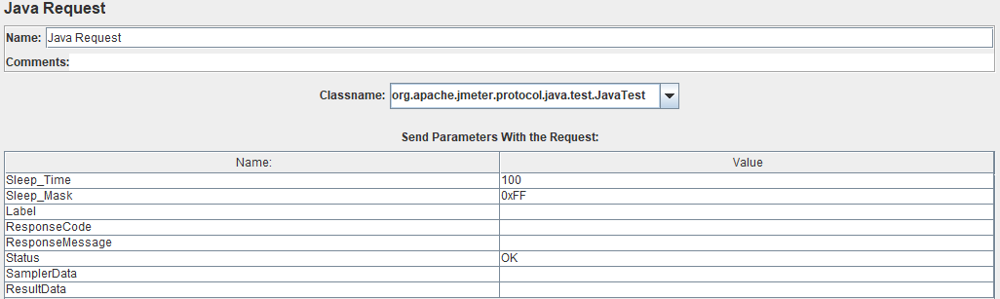 Java Request
Name: Java Request
Comments:
Classname: org.apache.jmeter.protocol.java.test.JavaTest
Send Parameters With the Request:
Name: Value
Sleep_Time 100
Sleep_Mask 0xFF
Label
ResponseCode
ResponseMessage
Status OK
SamplerData
ResultData